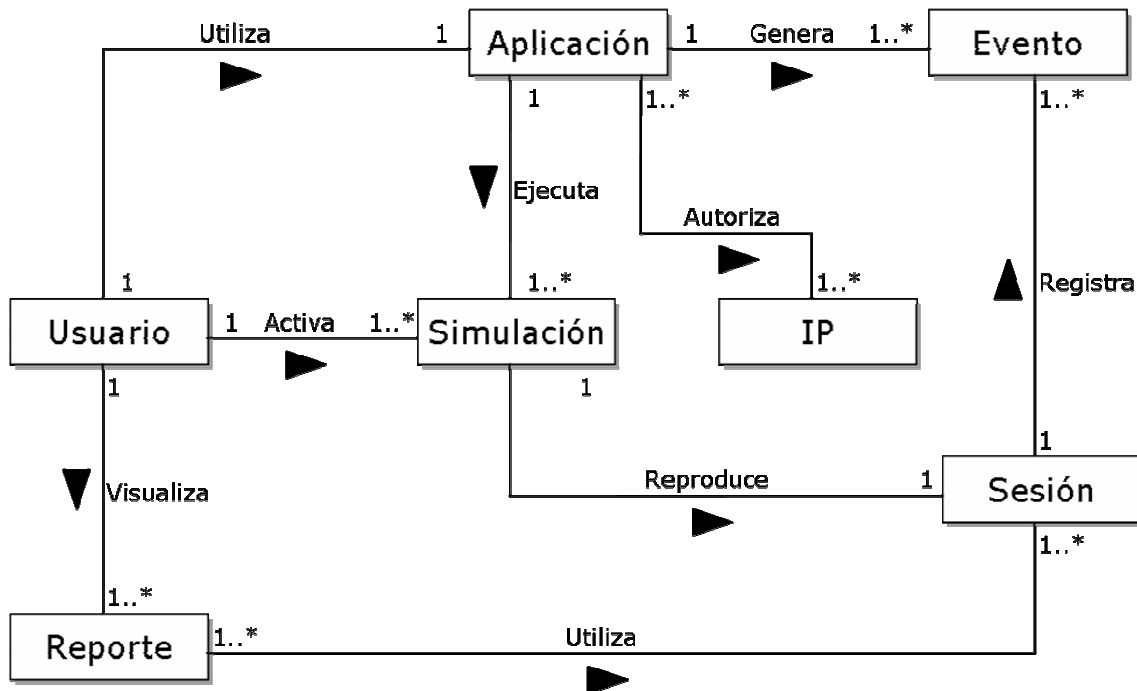 Utiliza 1 Aplicación 1 Genera 1..* Evento
1 1..* 1..*
Ejecuta
Autoriza
1 1..* 1..* Registra
Usuario 1 Activa 1..* Simulación IP
1 1
1
Reproduce 1 Sesión
Visualiza
1..*
1..*
Reporte 1..* Utiliza